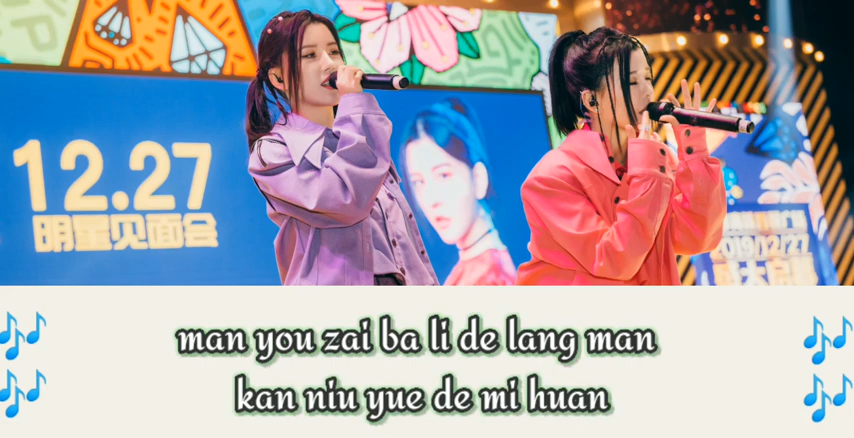 12.27
明星见面会
2019/12/27
man you zai ba li de lang man
kan niu yue de mi huan